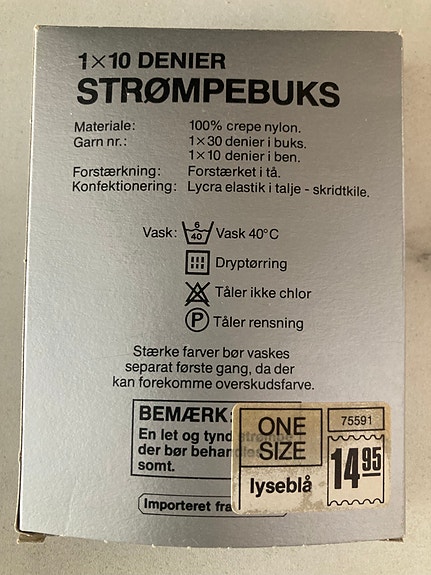 1×10 DENIER
STRØMPEBUKS
Materiale: 100% crepe nylon.
Garn nr.: 1×30 denier i buks.
1×10 denier i ben.
Forstærkning: Forstærket i tå.
Konfektionering: Lycra elastik i talje - skridtkile.
Vask: 6 40 Vask 40°C
Dryptørring
Tåler ikke chlor
P Tåler rensning
Stærke farver bør vaskes
separat første gang, da der
kan forekomme overskudsfarve.
BEMÆRK:
En let og tynd strømpe
der bør behandles
somt.
Importeret fra
ONE SIZE
lyseblå
75591
14 95